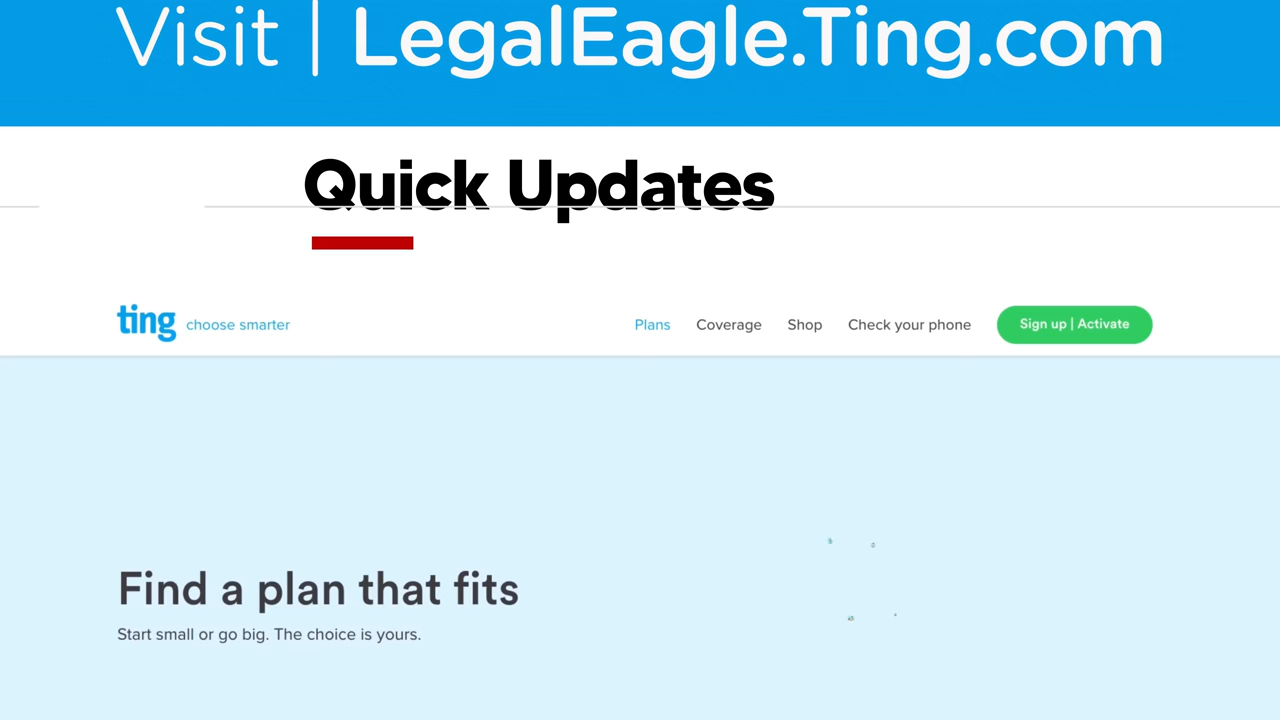 Visit | LegalEagle.Ting.com
Quick Updates
ting choose smarter Plans Coverage Shop Check your phone Sign up | Activate
Find a plan that fits
Start small or go big. The choice is yours.